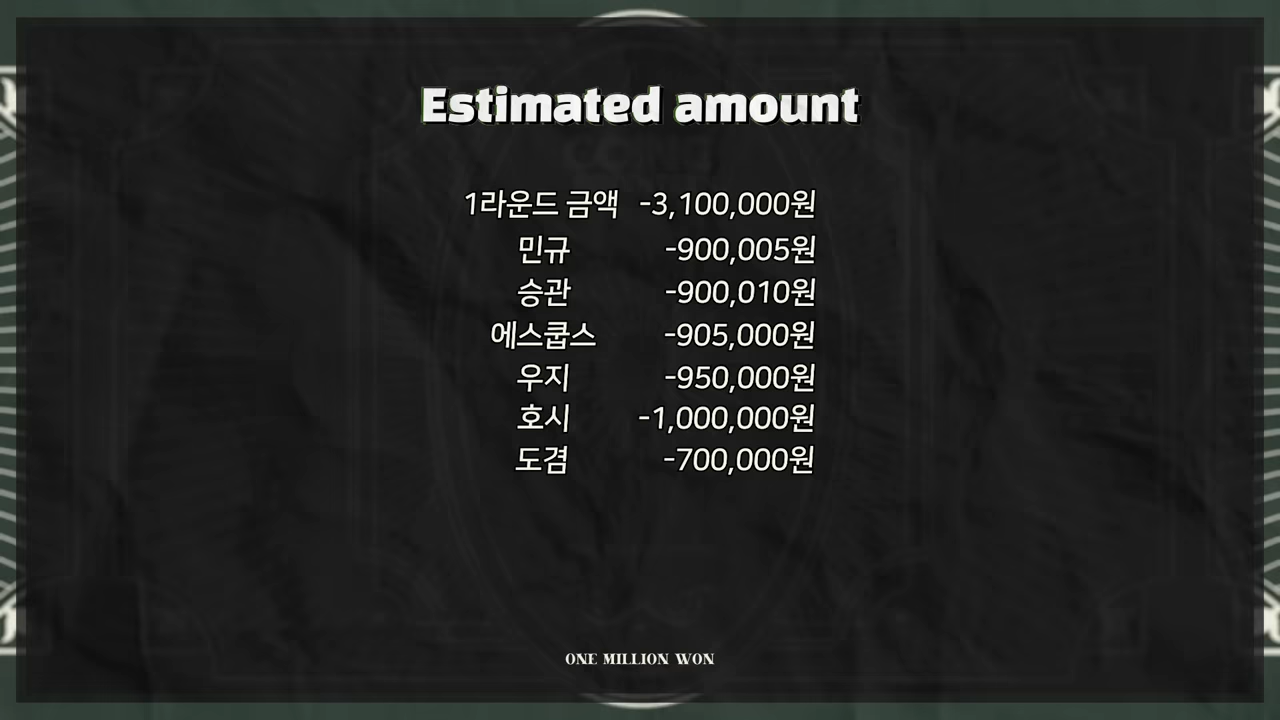 Estimated amount
1라운드 금액 -3,100,000원
민규 -900,005원
승관 -900,010원
에스쿱스 -905,000원
우지 -950,000원
호시 -1,000,000원
도겸 -700,000원
ONE MILLION WON